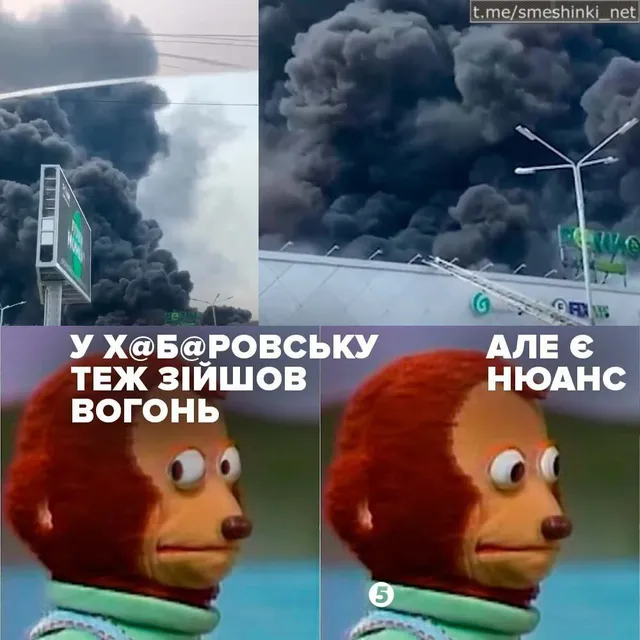 t.me/smeshinki_net
У Х@Б@РОВСЬКУ
ТЕЖ ЗІЙШОВ
ВОГОНЬ
АЛЕ Є
НЮАНС
5